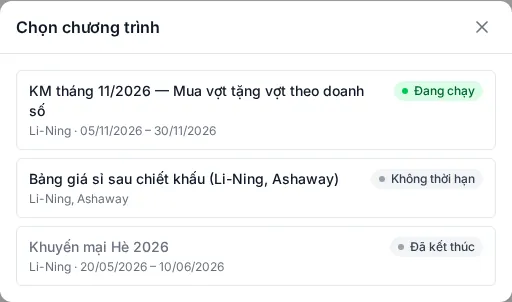 Chọn chương trình
KM tháng 11/2026 — Mua vợt tặng vợt theo doanh
số
Đang chạy
Li-Ning · 05/11/2026 – 30/11/2026
Bảng giá sỉ sau chiết khấu (Li-Ning, Ashaway)
Không thời hạn
Li-Ning, Ashaway
Khuyến mại Hè 2026
Đã kết thúc
Li-Ning · 20/05/2026 – 10/06/2026